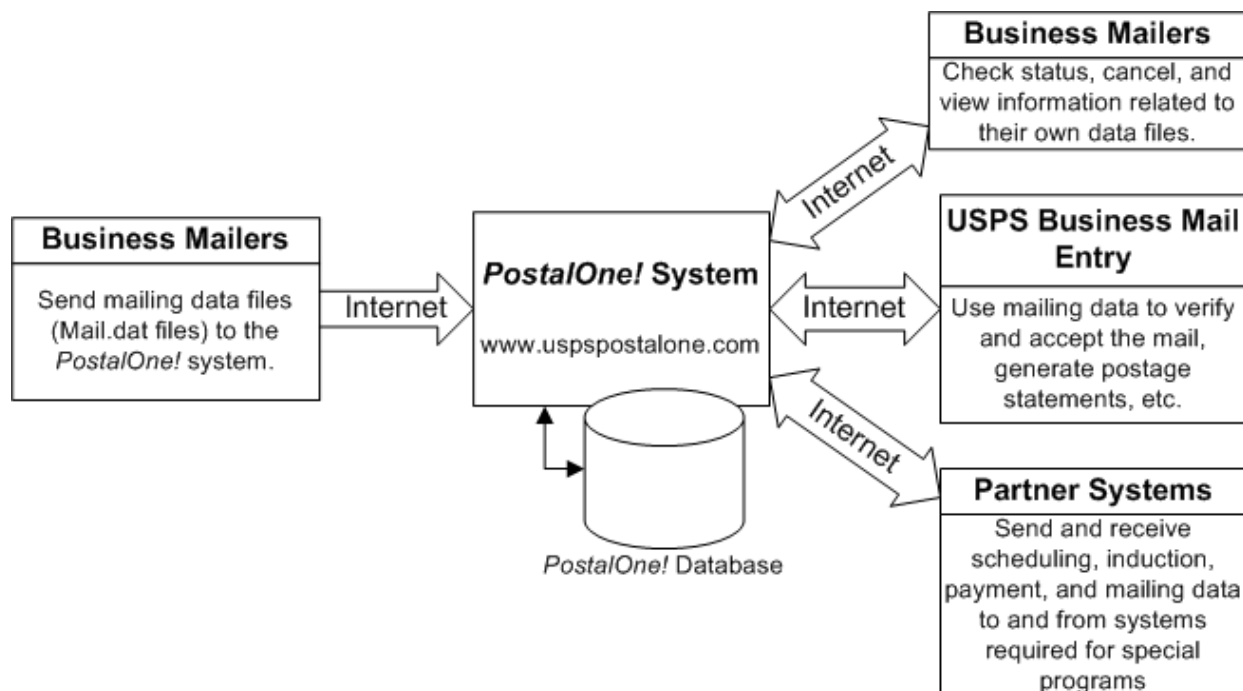 Business Mailers
Send mailing data files
(Mail.dat files) to the
PostalOne! system.
Internet
PostalOne! System
www.uspspostalone.com
PostalOne! Database
Internet
Business Mailers
Check status, cancel, and
view information related to
their own data files.
Internet
USPS Business Mail
Entry
Use mailing data to verify
and accept the mail,
generate postage
statements, etc.
Internet
Partner Systems
Send and receive
scheduling, induction,
payment, and mailing data
to and from systems
required for special
programs